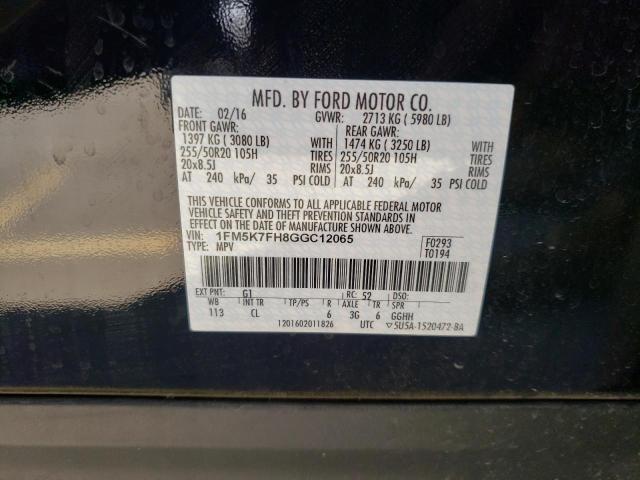 MFD. BY FORD MOTOR CO.
DATE: 02/16 GVWR: 2713 KG ( 5980 LB)
FRONT GAWR: REAR GAWR:
1397 KG ( 3080 LB) WITH 1474 KG ( 3250 LB) WITH
255/50R20 105H TIRES 255/50R20 105H TIRES
20x8.5J RIMS 20x8.5J RIMS
AT 240 kPa/ 35 PSI COLD AT 240 kPa/ 35 PSI COLD
THIS VEHICLE CONFORMS TO ALL APPLICABLE FEDERAL MOTOR
VEHICLE SAFETY AND THEFT PREVENTION STANDARDS IN
EFFECT ON THE DATE OF MANUFACTURE SHOWN ABOVE.
VIN: 1FM5K7FH8GGC12065 F0293
TYPE: MPV T0194
EXT PNT: G1 RC: 52 DSO:
WB INT TR TP/PS R AXLE TR SPR
113 CL 6 3G 6 GGHH
1201602011826 UTC ▽5U5A-1520472-BA